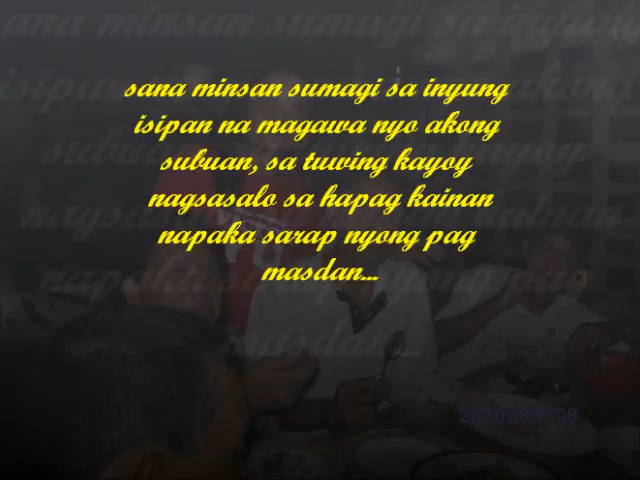 sana minsan sumagi sa inyung
isipan na magawa nyo akong
subuan, sa tuwing kayoy
nagsasalo sa hapag kainan
napaka sarap nyong pag
masdan...